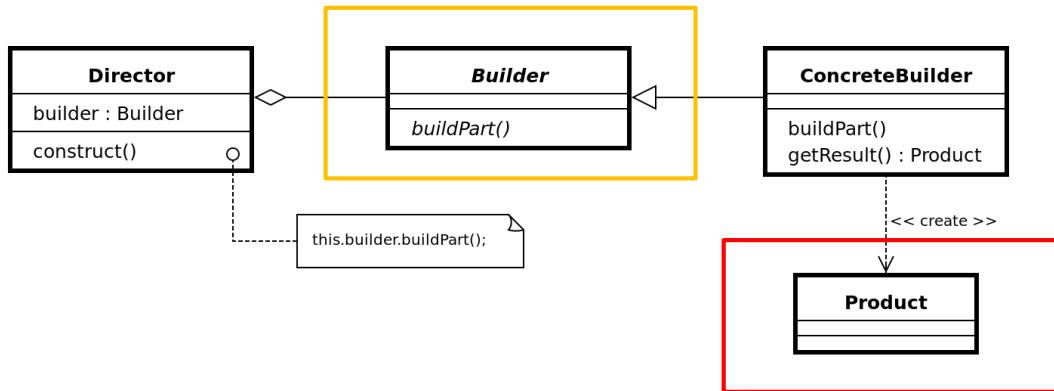 Director
builder : Builder
construct()
Builder
buildPart()
ConcreteBuilder
buildPart()
getResult() : Product
this.builder.buildPart();
<< create >>
Product